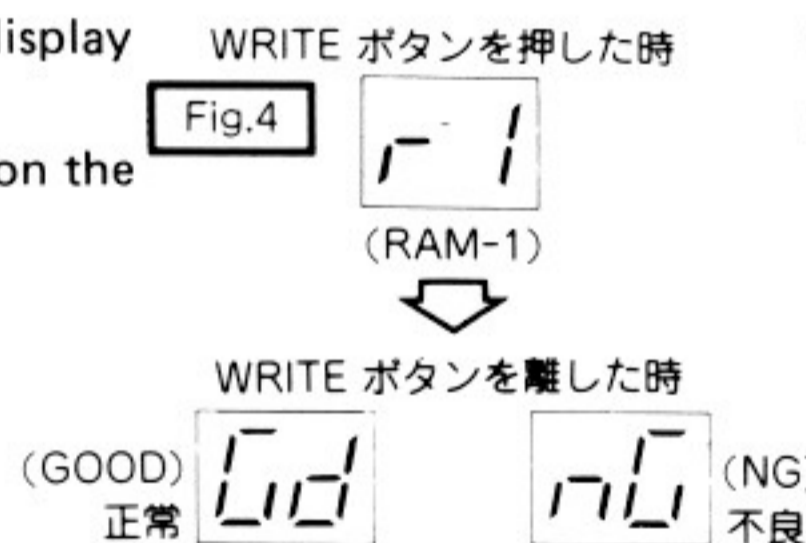 display
on the
WRITE ボタンを押した時
Fig.4
r 1
(RAM-1)
WRITE ボタンを離した時
(GOOD)
正常
Gd
nG
(NG)
不良